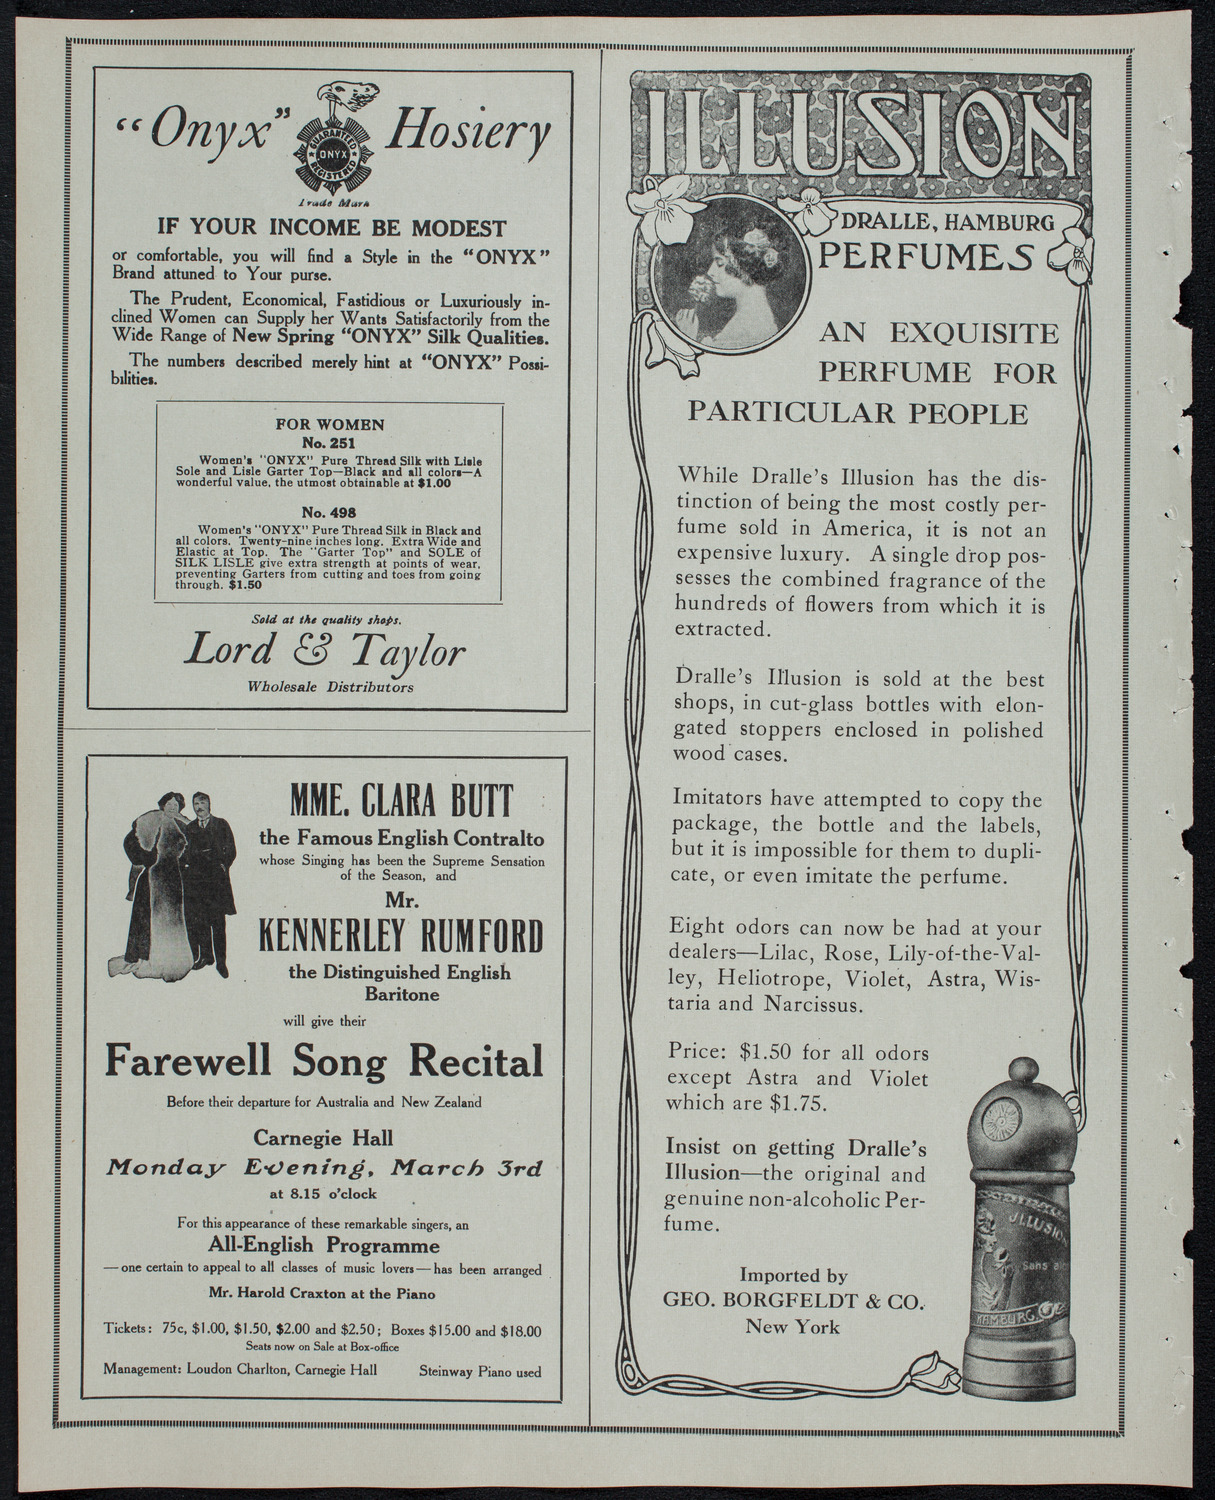 "Onyx" Hosiery
GUARANTEED
ONYX
REGISTERED
Trade Mark
IF YOUR INCOME BE MODEST
or comfortable, you will find a Style in the "ONYX"
Brand attuned to Your purse.
The Prudent, Economical, Fastidious or Luxuriously in-
clined Women can Supply her Wants Satisfactorily from the
Wide Range of New Spring "ONYX" Silk Qualities.
The numbers described merely hint at "ONYX" Possi-
bilities.
FOR WOMEN
No. 251
Women's "ONYX" Pure Thread Silk with Lisle
Sole and Lisle Garter Top—Black and all colors—A
wonderful value, the utmost obtainable at $1.00
No. 498
Women's "ONYX" Pure Thread Silk in Black and
all colors. Twenty-nine inches long. Extra Wide and
Elastic at Top. The "Garter Top" and SOLE of
SILK LISLE give extra strength at points of wear,
preventing Garters from cutting and toes from going
through. $1.50
Sold at the quality shops.
Lord & Taylor
Wholesale Distributors
MME. CLARA BUTT
the Famous English Contralto
whose Singing has been the Supreme Sensation
of the Season, and
Mr.
KENNERLEY RUMFORD
the Distinguished English
Baritone
will give their
Farewell Song Recital
Before their departure for Australia and New Zealand
Carnegie Hall
Monday Evening, March 3rd
at 8.15 o'clock
For this appearance of these remarkable singers, an
All-English Programme
—one certain to appeal to all classes of music lovers—has been arranged
Mr. Harold Craxton at the Piano
Tickets: 75c, $1.00, $1.50, $2.00 and $2.50; Boxes $15.00 and $18.00
Seats now on Sale at Box-office
Management: Loudon Charlton, Carnegie Hall Steinway Piano used
ILLUSION
DRALLE, HAMBURG
PERFUMES
AN EXQUISITE
PERFUME FOR
PARTICULAR PEOPLE
While Dralle's Illusion has the dis-
tinction of being the most costly per-
fume sold in America, it is not an
expensive luxury. A single drop pos-
sesses the combined fragrance of the
hundreds of flowers from which it is
extracted.
Dralle's Illusion is sold at the best
shops, in cut-glass bottles with elon-
gated stoppers enclosed in polished
wood cases.
Imitators have attempted to copy the
package, the bottle and the labels,
but it is impossible for them to dupli-
cate, or even imitate the perfume.
Eight odors can now be had at your
dealers—Lilac, Rose, Lily-of-the-Val-
ley, Heliotrope, Violet, Astra, Wis-
taria and Narcissus.
Price: $1.50 for all odors
except Astra and Violet
which are $1.75.
Insist on getting Dralle's
Illusion—the original and
genuine non-alcoholic Per-
fume.
Imported by
GEO. BORGFELDT & CO.
New York
ILLUSION
Sans
HAMBURG